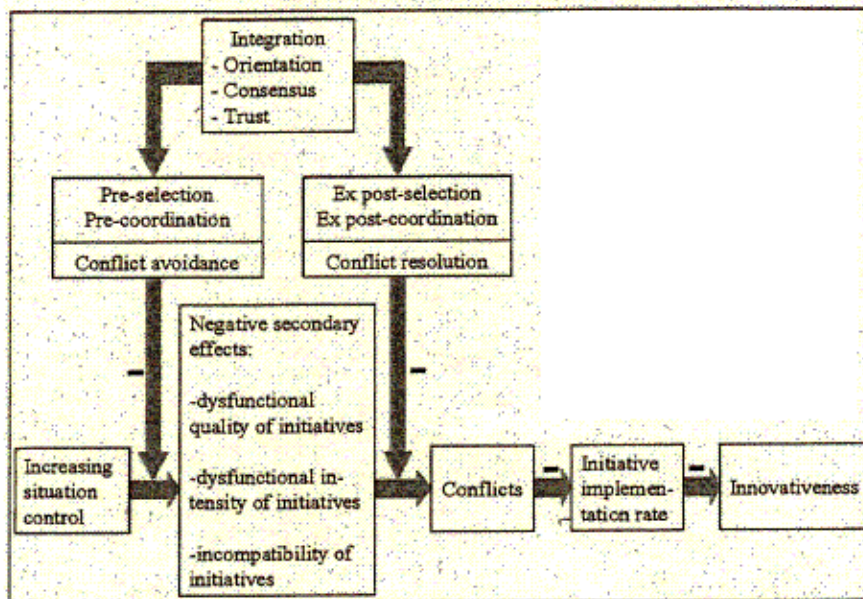 Integration
- Orientation
- Consensus
- Trust
Pre-selection
Pre-coordination
Conflict avoidance
Ex post-selection
Ex post-coordination
Conflict resolution
Negative secondary
effects:
-dysfunctional
quality of initiatives
-dysfunctional in-
tensity of initiatives
-incompatibility of
initiatives
Increasing
situation
control
Conflicts
Initiative
implemen-
tation rate
Innovativeness